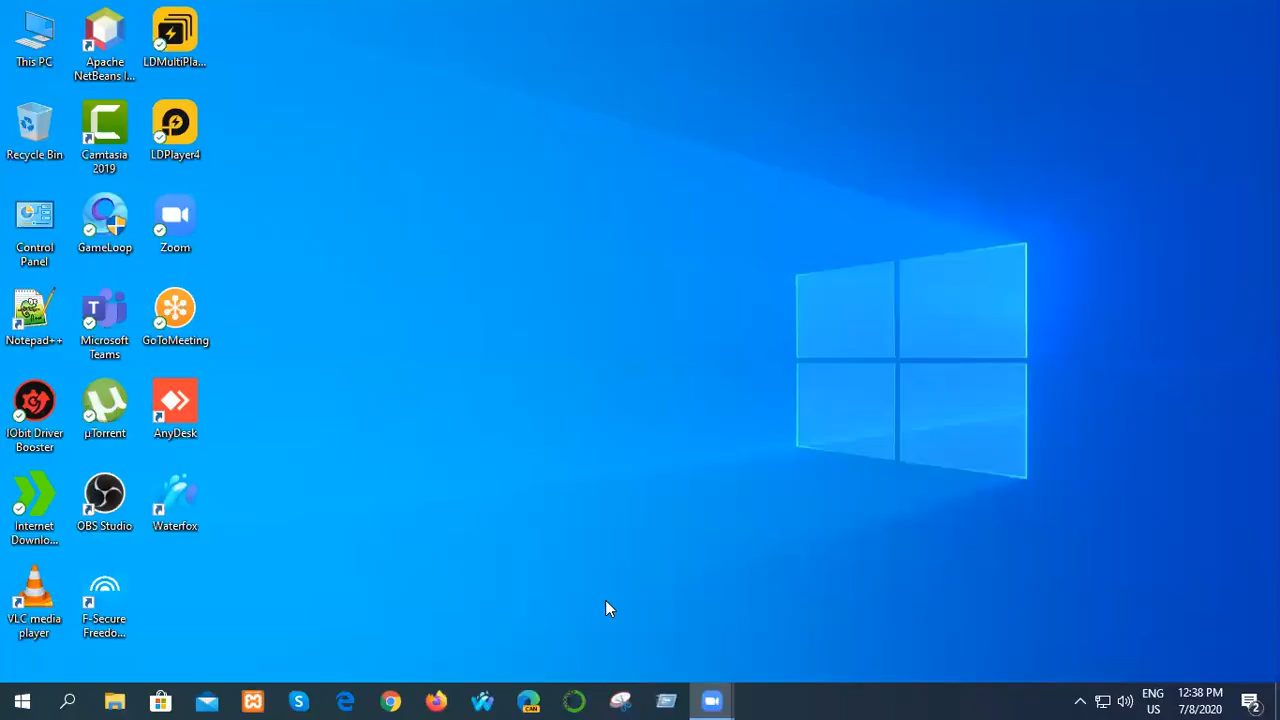 This PC
Apache
NetBeans I...
LDMultiPla...
Recycle Bin
Camtasia
2019
LDPlayer4
Control
Panel
GameLoop
Zoom
Notepad++
Microsoft
Teams
GoToMeeting
IObit Driver
Booster
µTorrent
AnyDesk
Internet
Downlo...
OBS Studio
Waterfox
VLC media
player
F-Secure
Freedo...
CAN
ENG
US
12:38 PM
7/8/2020
2